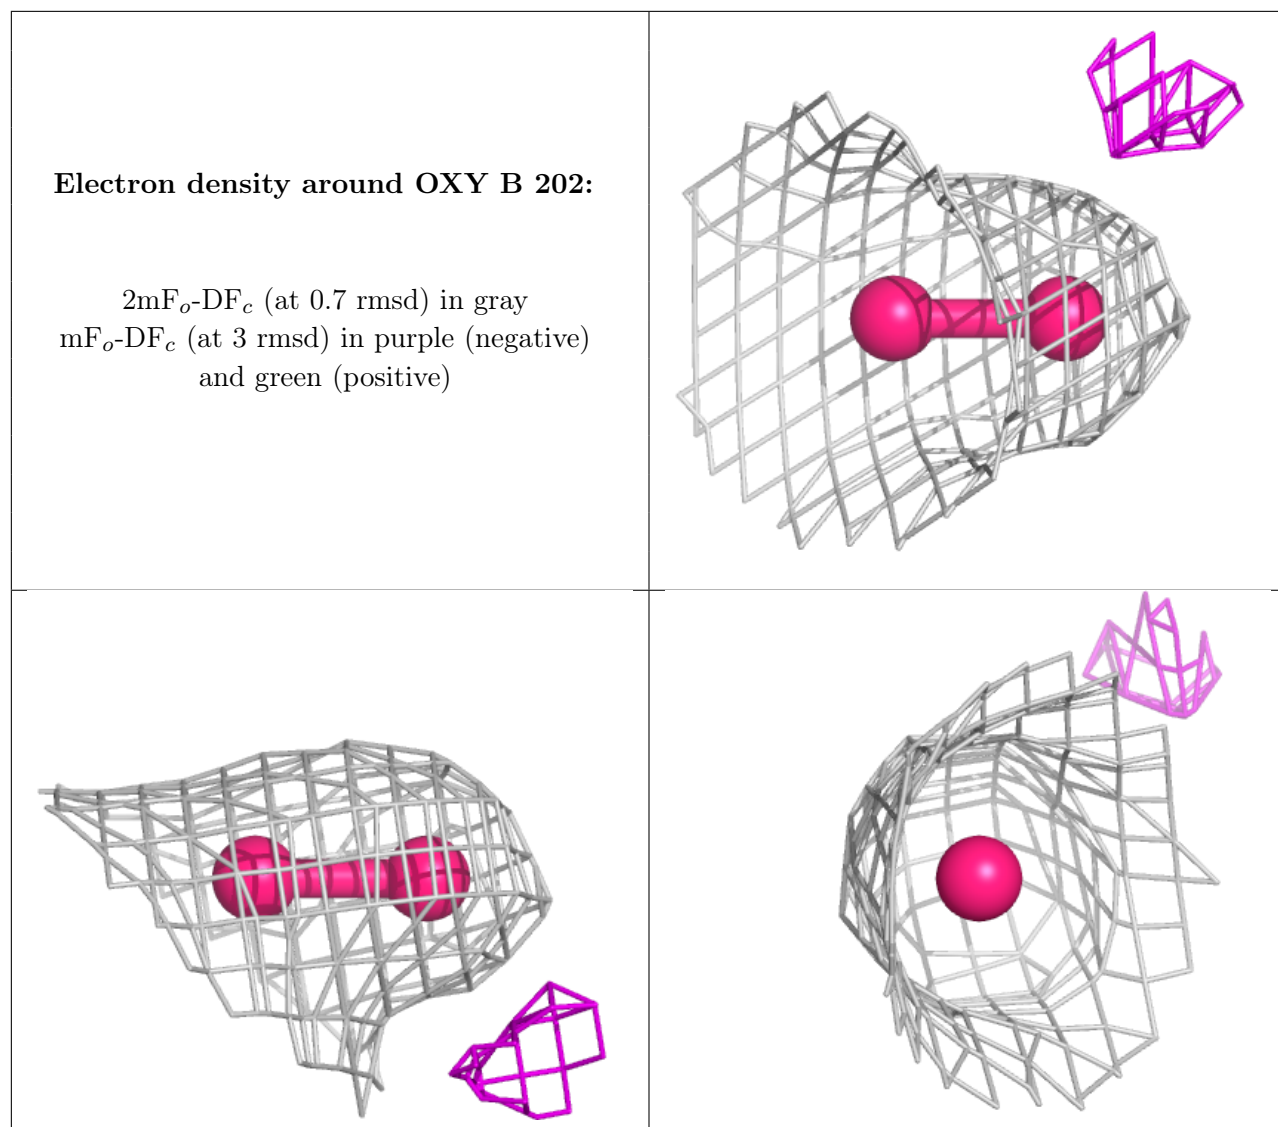 Electron density around OXY B 202:
2mFₒ-DF𝑐 (at 0.7 rmsd) in gray
mFₒ-DF𝑐 (at 3 rmsd) in purple (negative)
and green (positive)